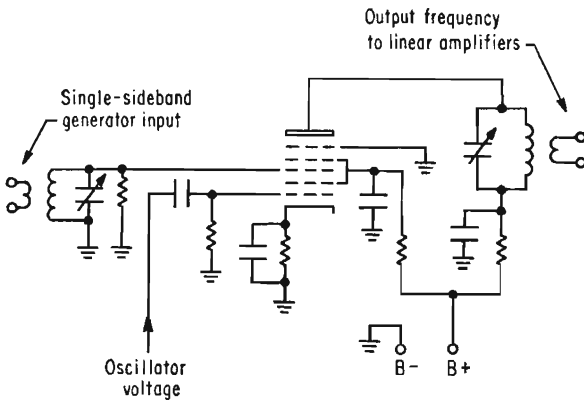 Output frequency
to linear amplifiers
Single-sideband
generator input
Oscillator
voltage
B-
B+